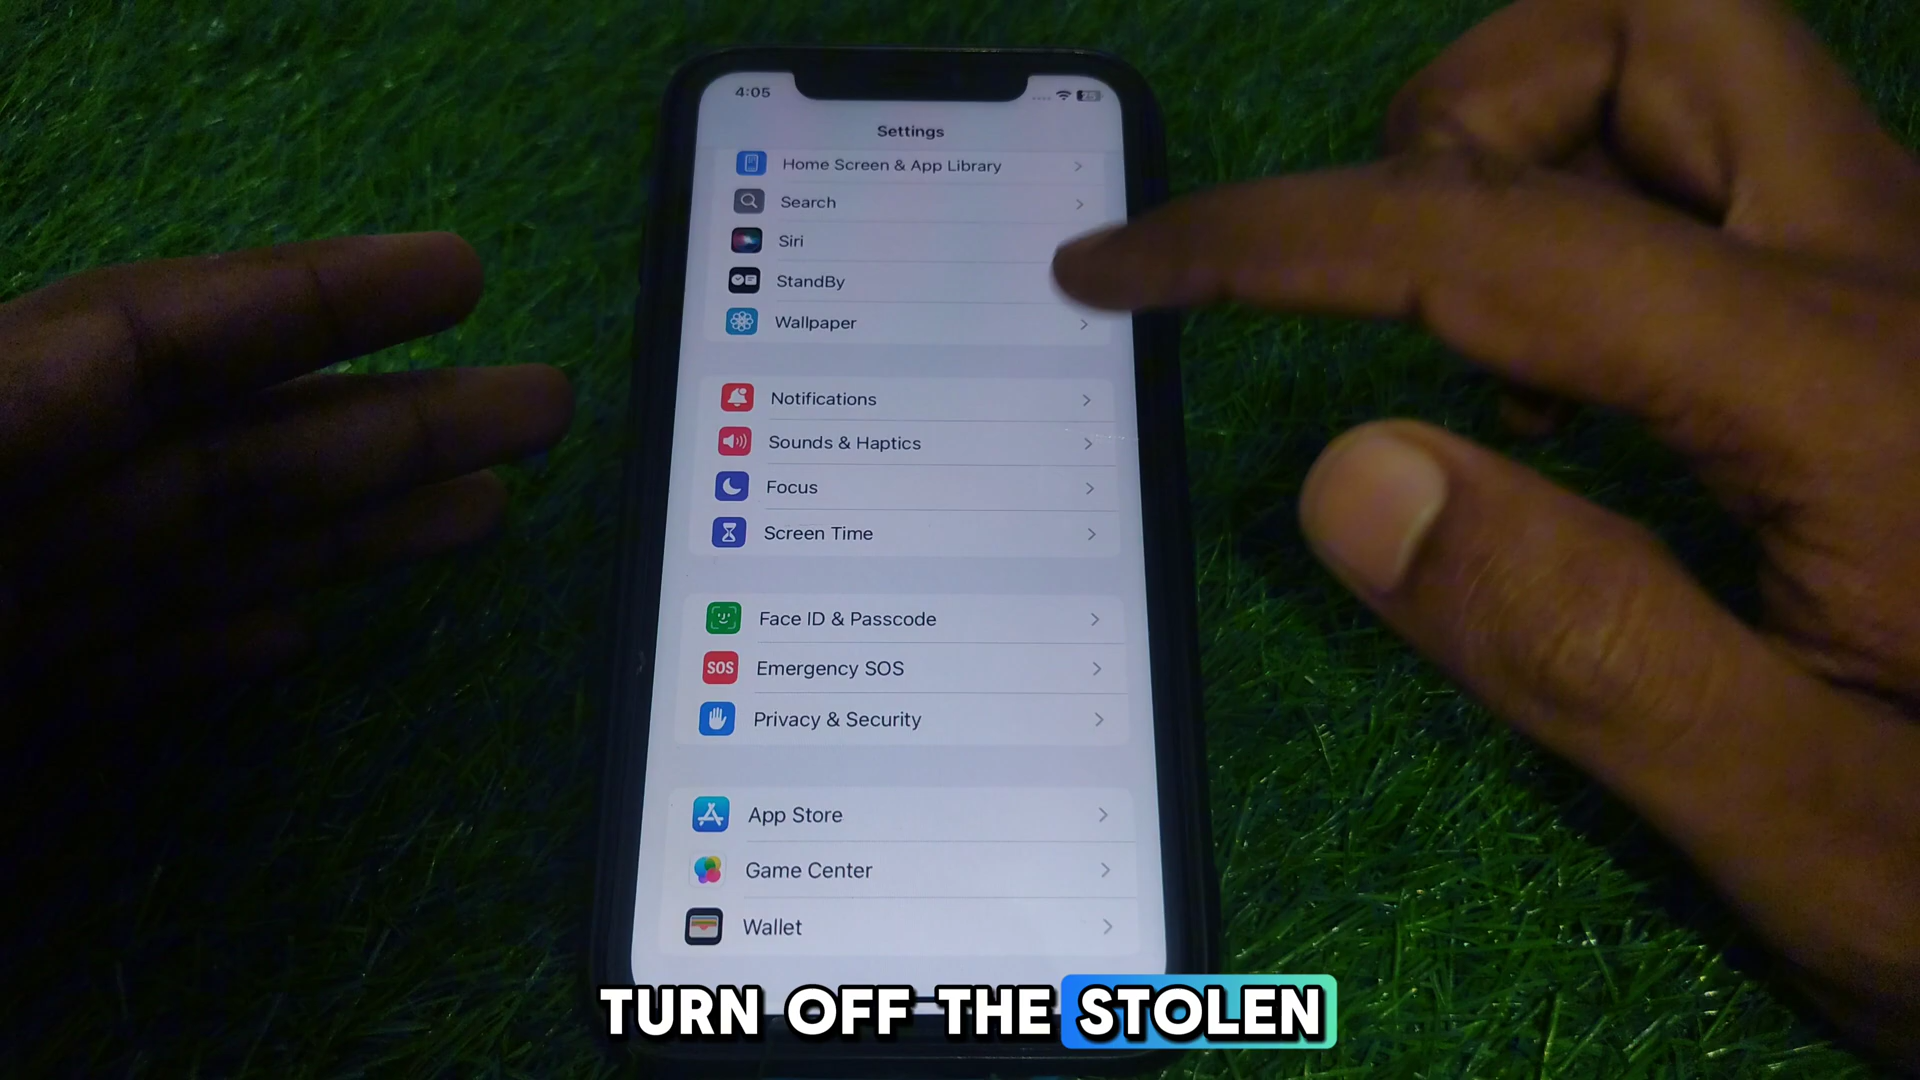 4:05
25
Settings
Home Screen & App Library
Search
Siri
StandBy
Wallpaper
Notifications
Sounds & Haptics
Focus
Screen Time
Face ID & Passcode
SOS
Emergency SOS
Privacy & Security
App Store
Game Center
Wallet
TURN OFF THE STOLEN